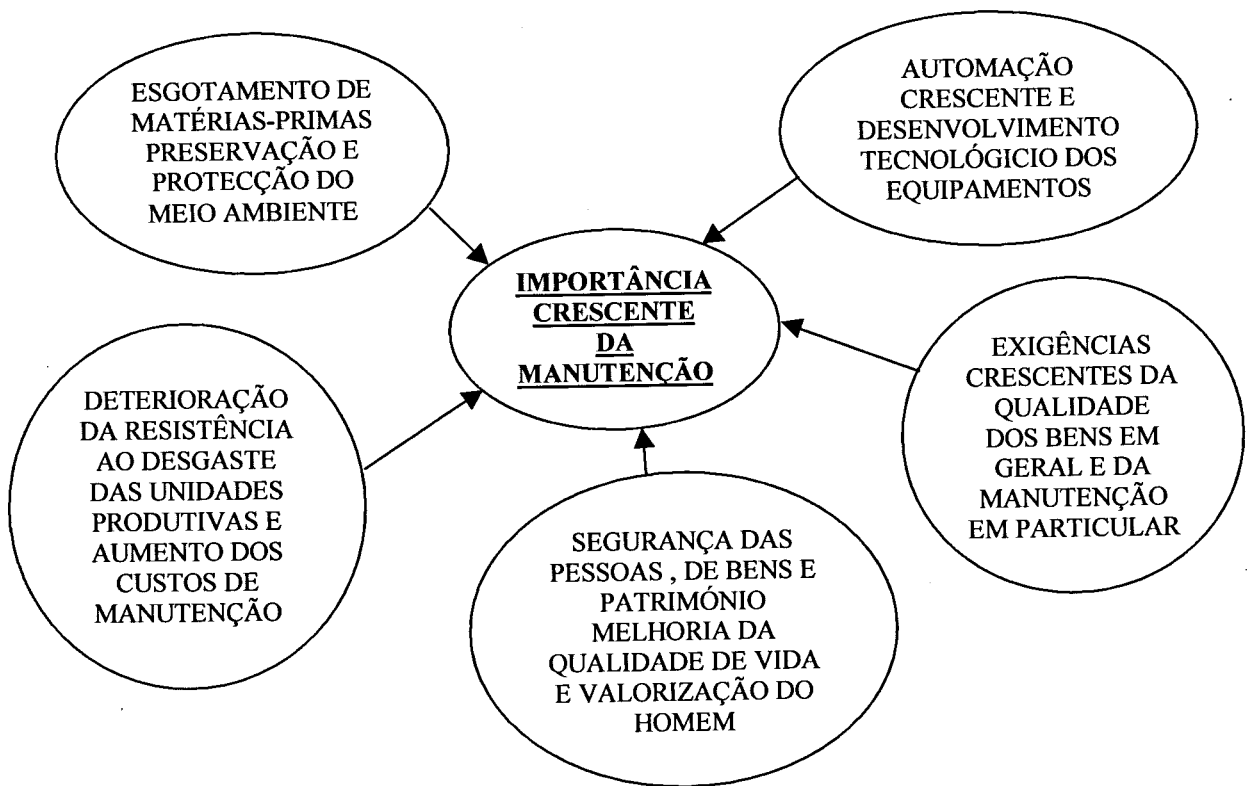 ESGOTAMENTO DE
MATÉRIAS-PRIMAS
PRESERVAÇÃO E
PROTECÇÃO DO
MEIO AMBIENTE
AUTOMAÇÃO
CRESCENTE E
DESENVOLVIMENTO
TECNOLÓGICIO DOS
EQUIPAMENTOS
IMPORTÂNCIA
CRESCENTE
DA
MANUTENÇÃO
DETERIORAÇÃO
DA RESISTÊNCIA
AO DESGASTE
DAS UNIDADES
PRODUTIVAS E
AUMENTO DOS
CUSTOS DE
MANUTENÇÃO
EXIGÊNCIAS
CRESCENTES DA
QUALIDADE
DOS BENS EM
GERAL E DA
MANUTENÇÃO
EM PARTICULAR
SEGURANÇA DAS
PESSOAS , DE BENS E
PATRIMÓNIO
MELHORIA DA
QUALIDADE DE VIDA
E VALORIZAÇÃO DO
HOMEM